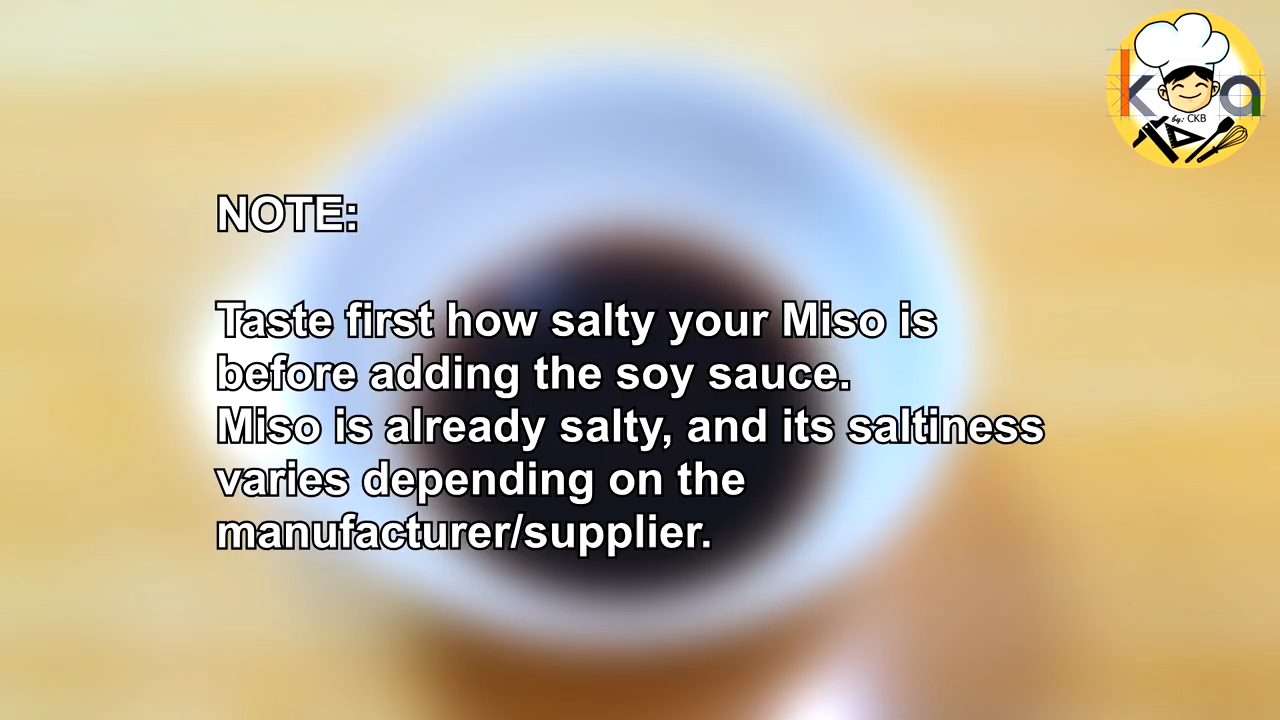 NOTE:
Taste first how salty your Miso is
before adding the soy sauce.
Miso is already salty, and its saltiness
varies depending on the
manufacturer/supplier.
by: CKB